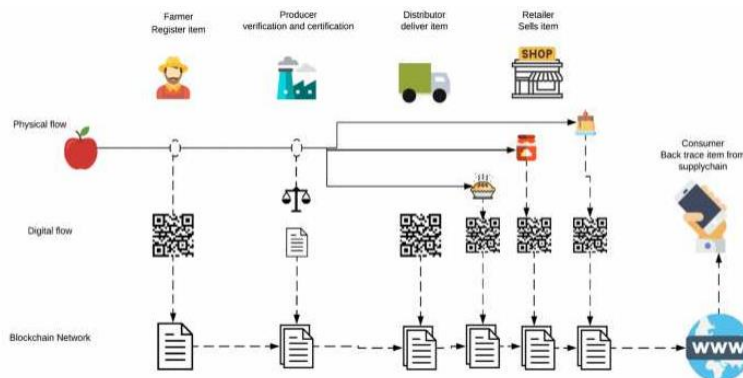 Farmer
Register item
Producer
verification and certification
Distributor
deliver item
Retailer
Sells item
SHOP
Physical flow
Consumer
Back trace item from
supplychain
Digital flow
Blockchain Network
WWW